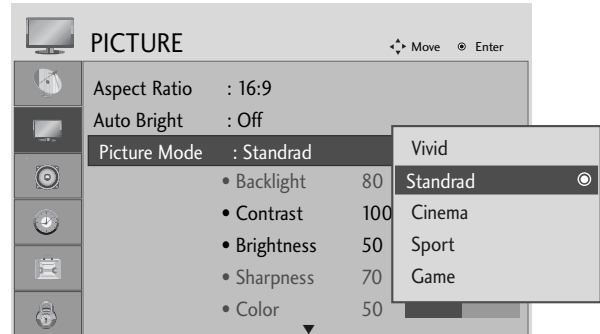 PICTURE Move Enter
Aspect Ratio : 16:9
Auto Bright : Off
Picture Mode : Standrad
• Backlight 80
• Contrast 100
• Brightness 50
• Sharpness 70
• Color 50
Vivid
Standrad
Cinema
Sport
Game